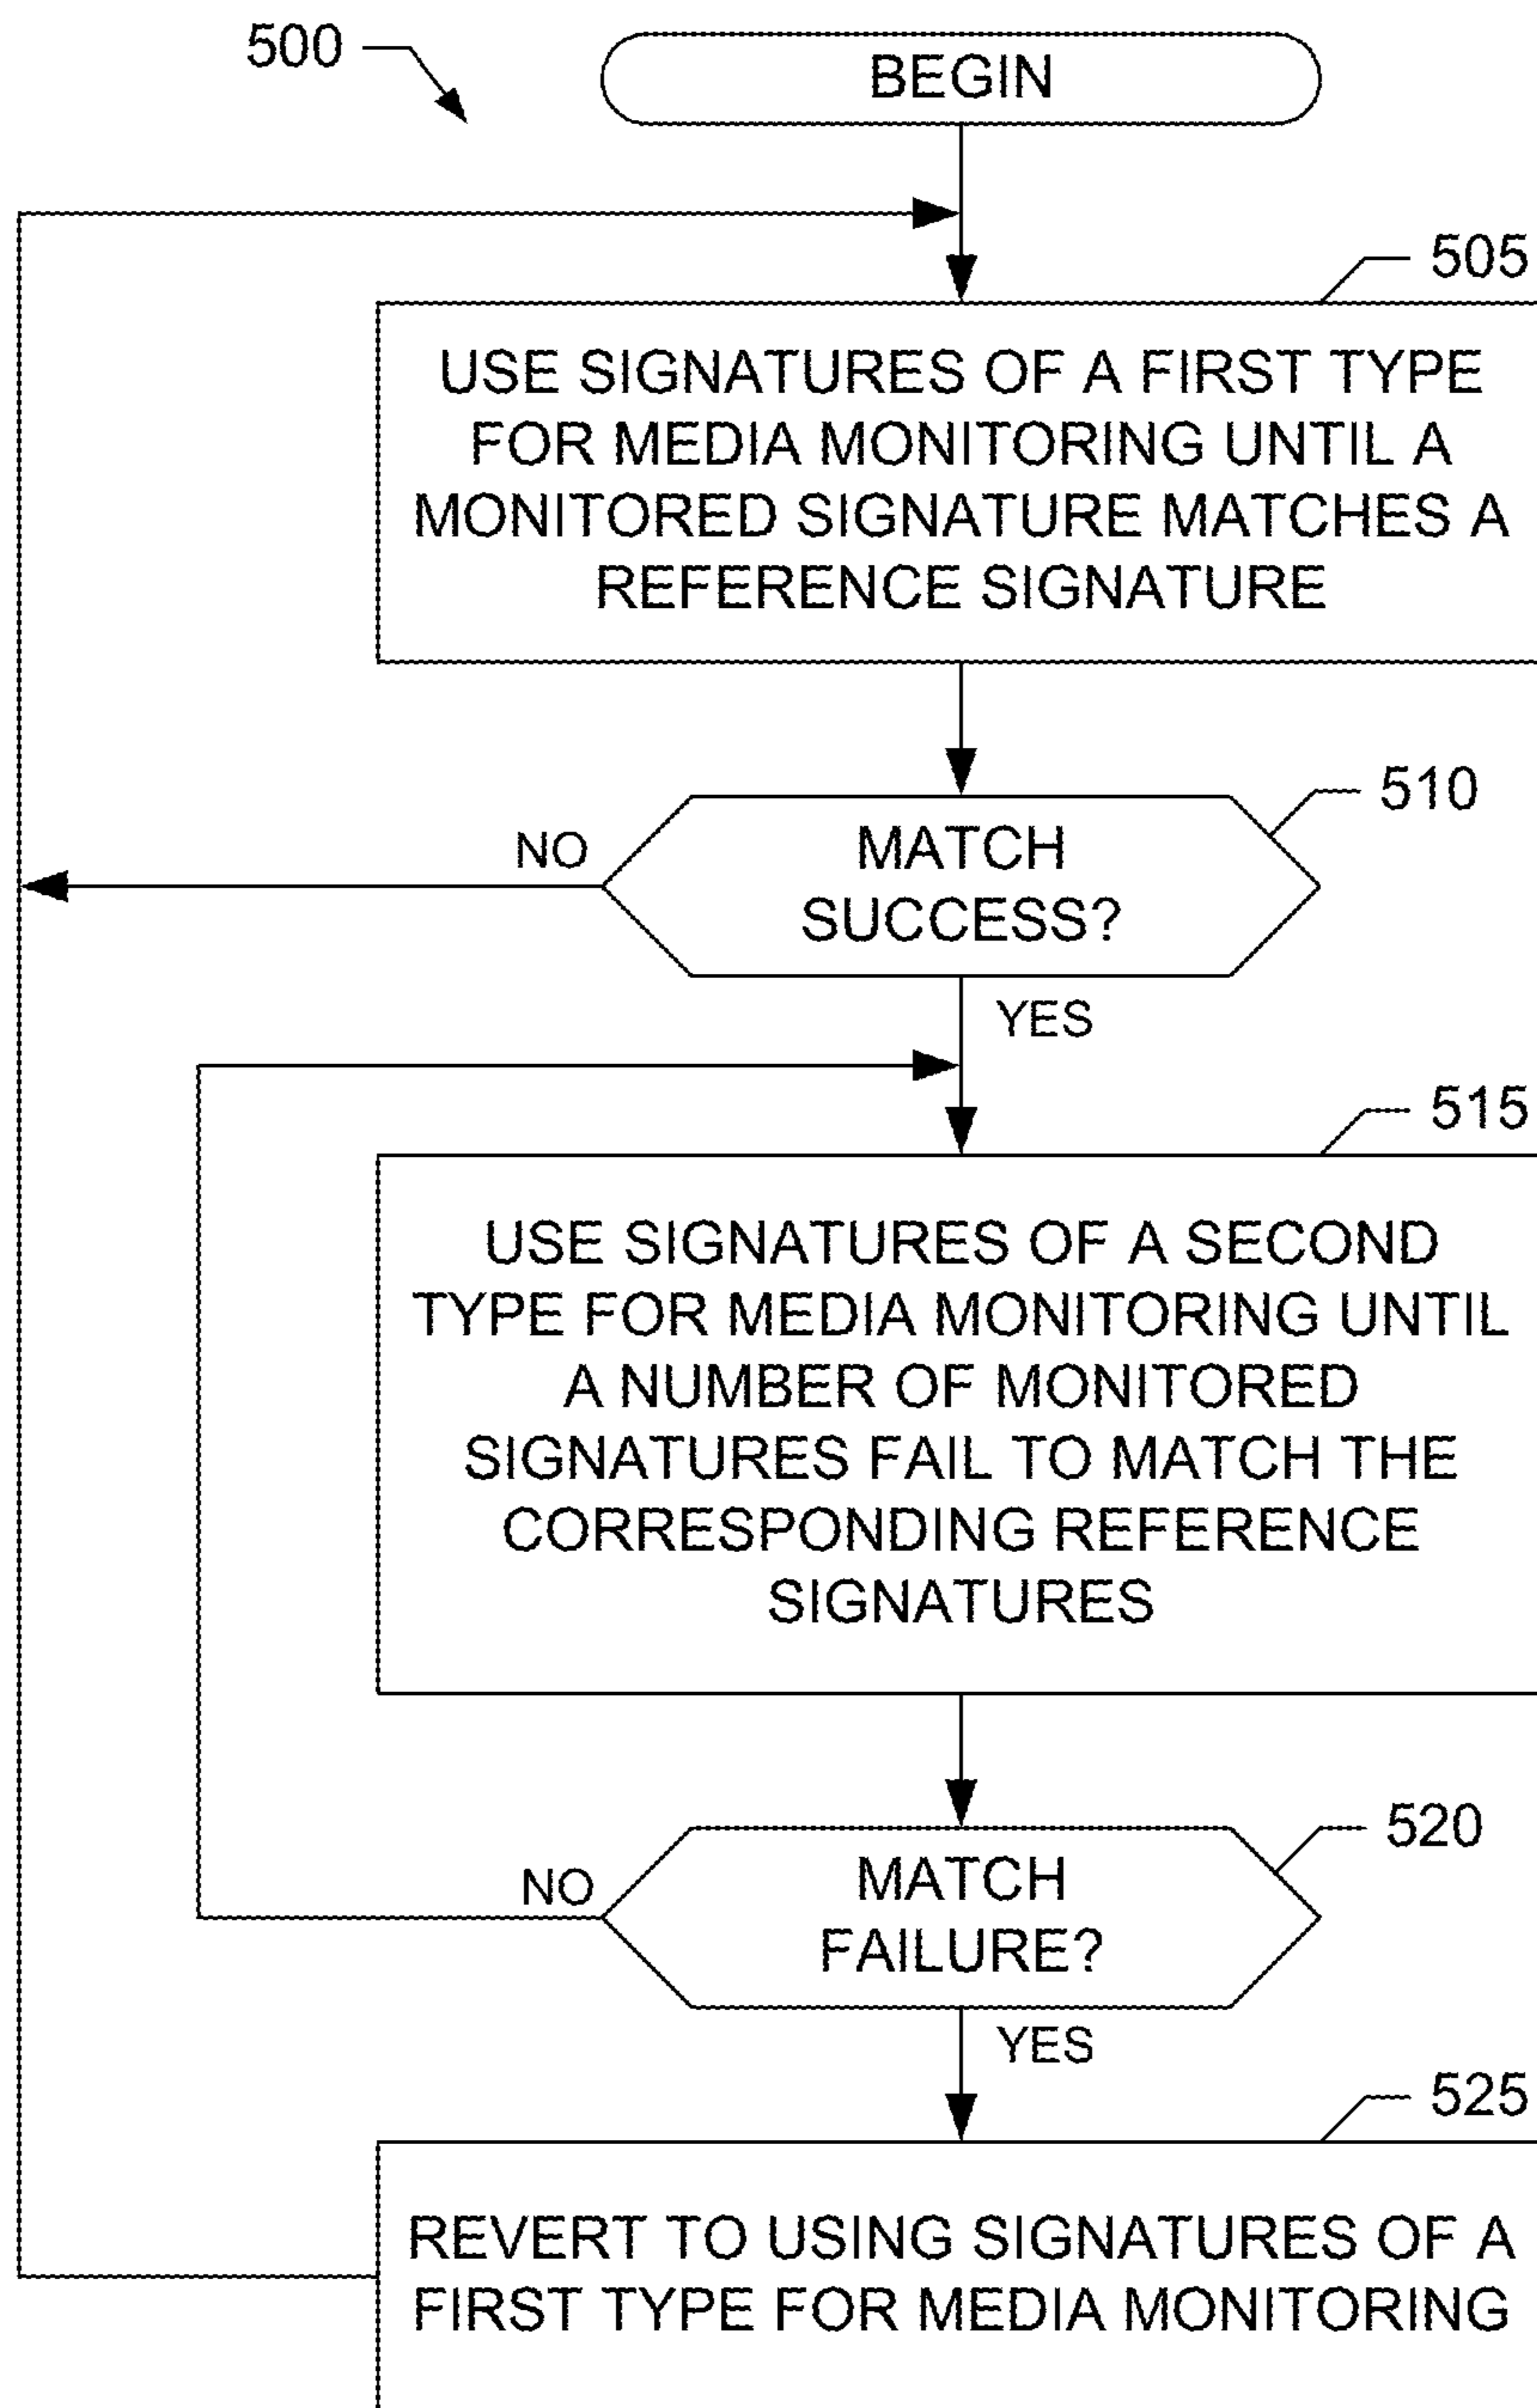 500
BEGIN
505
USE SIGNATURES OF A FIRST TYPE
FOR MEDIA MONITORING UNTIL A
MONITORED SIGNATURE MATCHES A
REFERENCE SIGNATURE
510
NO
MATCH
SUCCESS?
YES
515
USE SIGNATURES OF A SECOND
TYPE FOR MEDIA MONITORING UNTIL
A NUMBER OF MONITORED
SIGNATURES FAIL TO MATCH THE
CORRESPONDING REFERENCE
SIGNATURES
520
NO
MATCH
FAILURE?
YES
525
REVERT TO USING SIGNATURES OF A
FIRST TYPE FOR MEDIA MONITORING